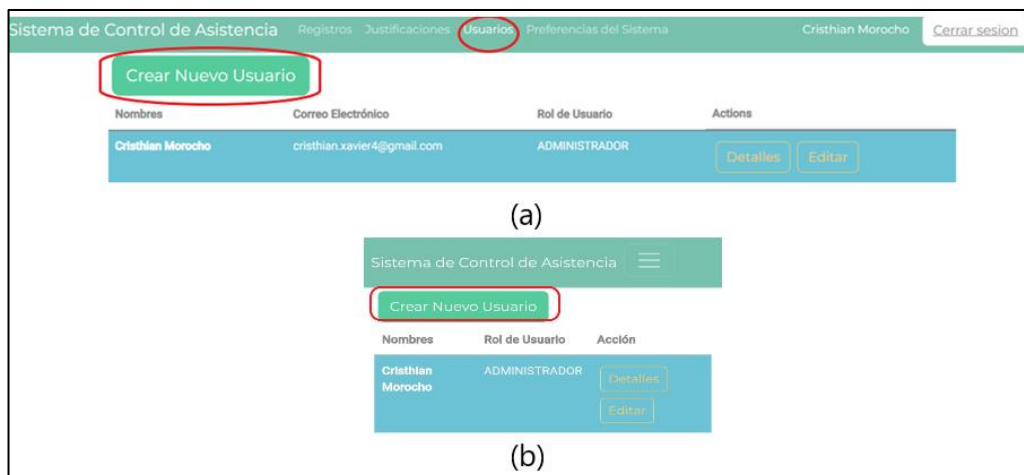 Sistema de Control de Asistencia Registros Justificaciones Usuarios Preferencias del Sistema Cristhian Morocho Cerrar sesion
Crear Nuevo Usuario
Nombres Correo Electrónico Rol de Usuario Actions
Cristhian Morocho cristhian.xavier4@gmail.com ADMINISTRADOR Detalles Editar
(a)
Sistema de Control de Asistencia
Crear Nuevo Usuario
Nombres Rol de Usuario Acción
Cristhian ADMINISTRADOR Detalles
Morocho
Editar
(b)